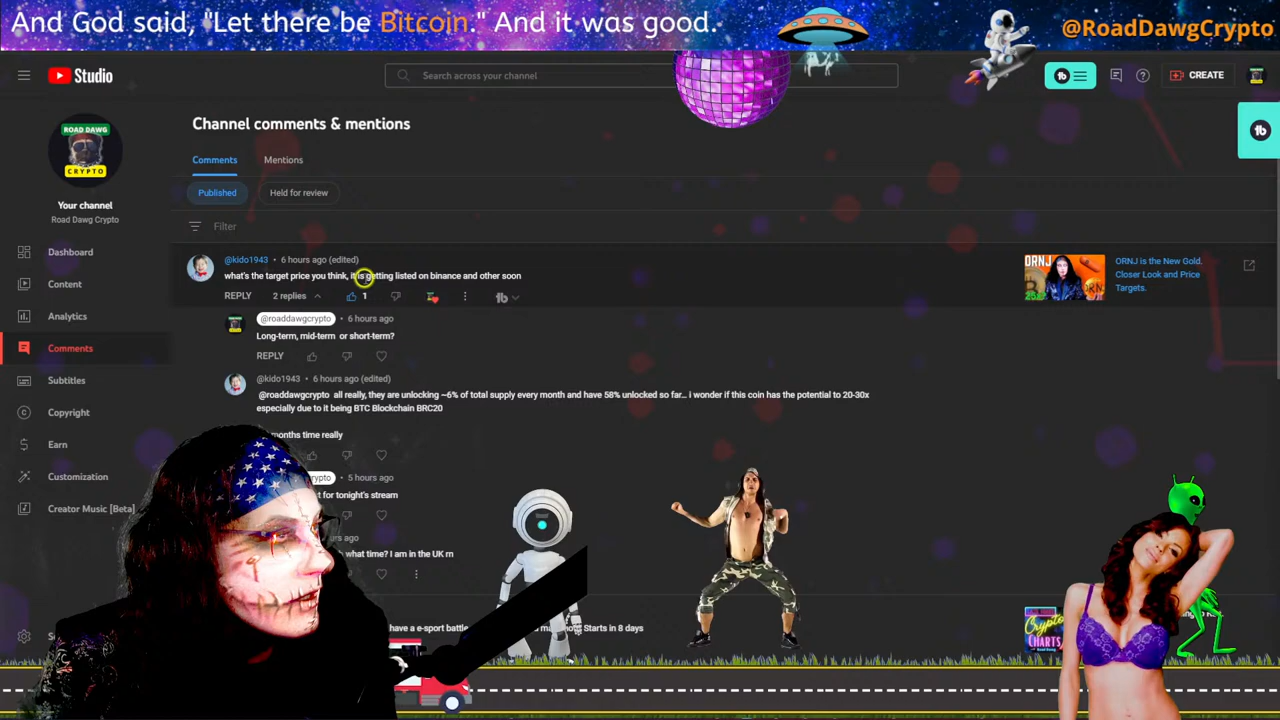 And God said, "Let there be Bitcoin." And it was good.
@RoadDawgCrypto
Studio
Search across your channel
CREATE
ROAD DAWG
CRYPTO
Your channel
Road Dawg Crypto
Dashboard
Content
Analytics
Comments
Subtitles
Copyright
Earn
Customization
Creator Music [Beta]
Channel comments & mentions
Comments
Mentions
Published
Held for review
Filter
@kido1943 • 6 hours ago (edited)
what's the target price you think, it is getting listed on binance and other soon
REPLY
2 replies
1
ORNJ
ORNJ is the New Gold.
Closer Look and Price
Targets.
@roaddawgcrypto • 6 hours ago
Long-term, mid-term or short-term?
REPLY
@kido1943 • 6 hours ago (edited)
@roaddawgcrypto all really, they are unlocking ~6% of total supply every month and have 58% unlocked so far... i wonder if this coin has the potential to 20-30x
especially due to it being BTC Blockchain BRC20
months time really
crypto • 5 hours ago
t for tonight's stream
ago
what time? I am in the UK rn
have a e-sport battle
Starts in 8 days
Crypto
CHARTS